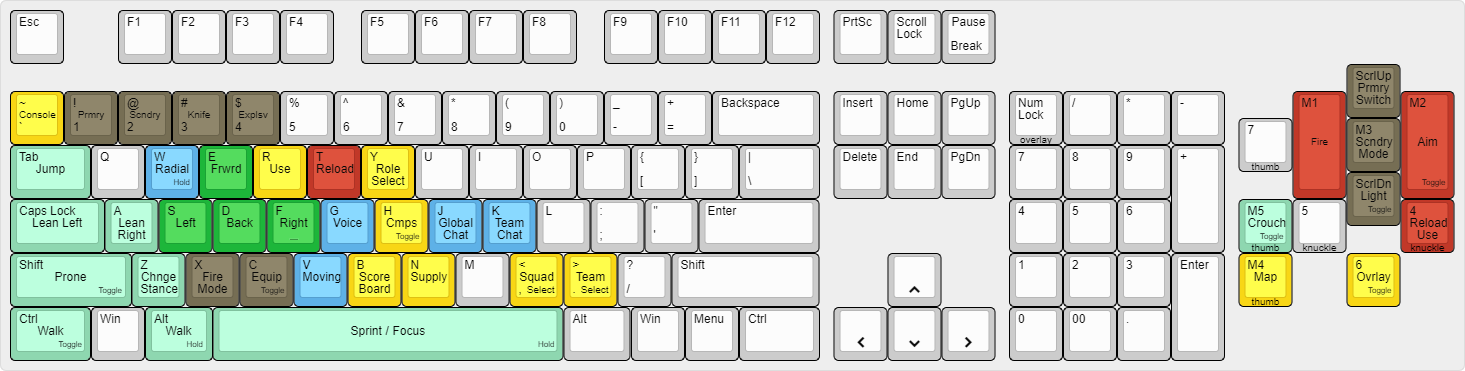 Esc F1 F2 F3 F4 F5 F6 F7 F8 F9 F10 F11 F12 PrtSc Scroll Lock Pause Break
ScrlUp Prmry Switch
~ Console `
! Prmry 1
@ Scndry 2
# Knife 3
$ Explsv 4
% 5
^ 6
& 7
* 8
( 9
) 0
_ -
+ =
Backspace
Insert Home PgUp
Num Lock overlay
/ * -
7 thumb
M1 Fire
M3 Scndry Mode
M2 Aim Toggle
Tab Jump
Q
W Radial Hold
E Frwrd
R Use
T Reload
Y Role Select
U I O P
{ [
} ]
| \
Delete End PgDn
7 8 9 +
ScrlDn Light Toggle
Caps Lock Lean Left
A Lean Right
S Left
D Back
F Right _
G Voice
H Cmps Toggle
J Global Chat
K Team Chat
L
: ;
" '
Enter
4 5 6
M5 Crouch Toggle thumb
5 knuckle
4 Reload Use knuckle
Shift Prone Toggle
Z Chnge Stance
X Fire Mode
C Equip Toggle
V Moving
B Score Board
N Supply
M
< Squad , Select
> Team . Select
? /
Shift
1 2 3 Enter
M4 Map thumb
6 Ovrlay Toggle
Ctrl Walk Toggle
Win
Alt Walk Hold
Sprint / Focus Hold
Alt Win Menu Ctrl
0 00 .